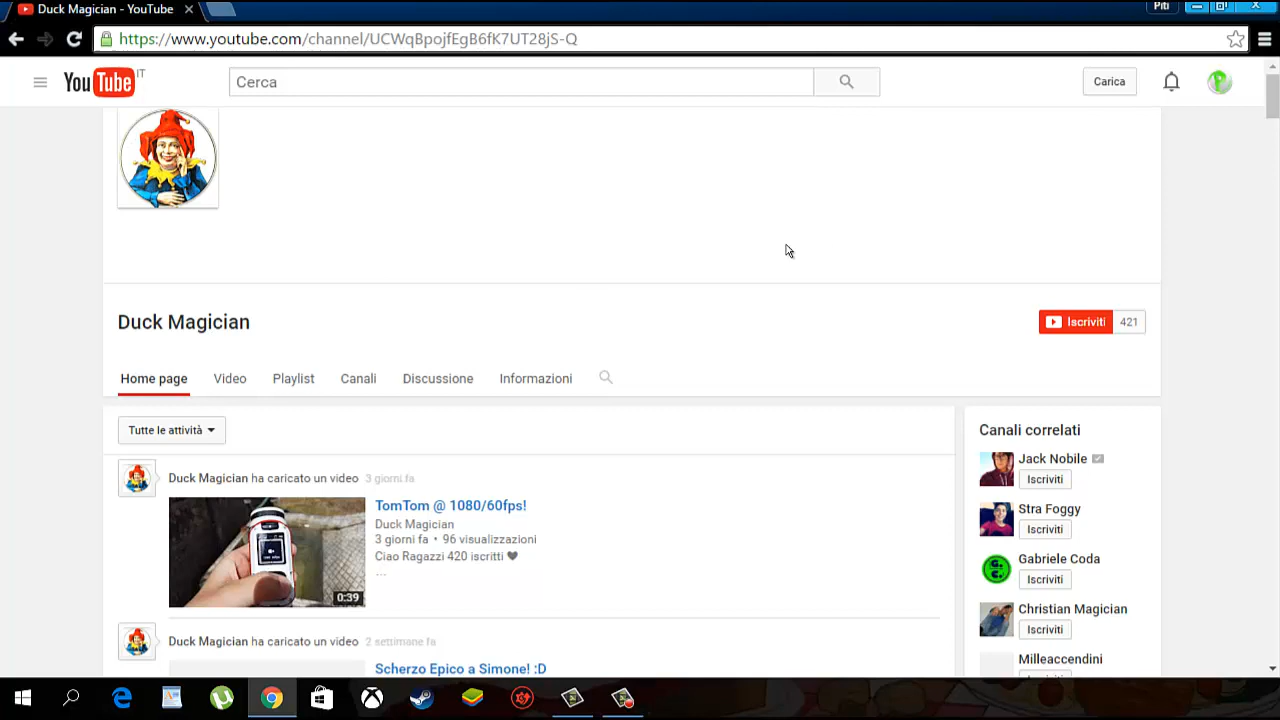 Duck Magician - YouTube
Piti
https://www.youtube.com/channel/UCWqBpojfEgB6fK7UT28jS-Q
YouTube IT
Cerca
Carica
Duck Magician
Iscriviti 421
Home page Video Playlist Canali Discussione Informazioni
Tutte le attività
Duck Magician ha caricato un video 3 giorni fa
TomTom @ 1080/60fps!
Duck Magician
3 giorni fa • 96 visualizzazioni
Ciao Ragazzi 420 iscritti ♥
...
0:39
Duck Magician ha caricato un video 2 settimane fa
Scherzo Epico a Simone! :D
Canali correlati
Jack Nobile
Iscriviti
Stra Foggy
Iscriviti
G. C.
Gabriele Coda
Iscriviti
Christian Magician
Iscriviti
Milleaccendini